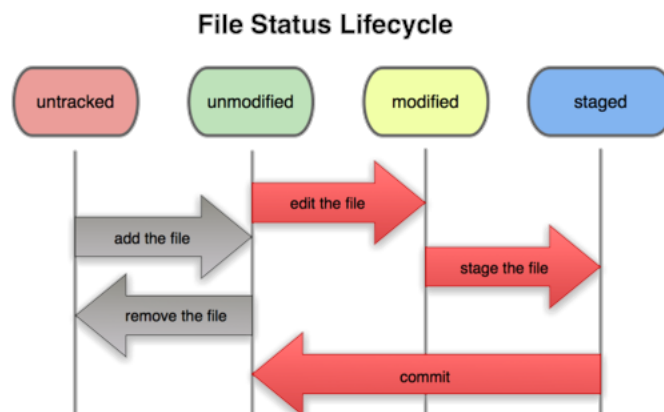 File Status Lifecycle
untracked
unmodified
modified
staged
edit the file
add the file
stage the file
remove the file
commit